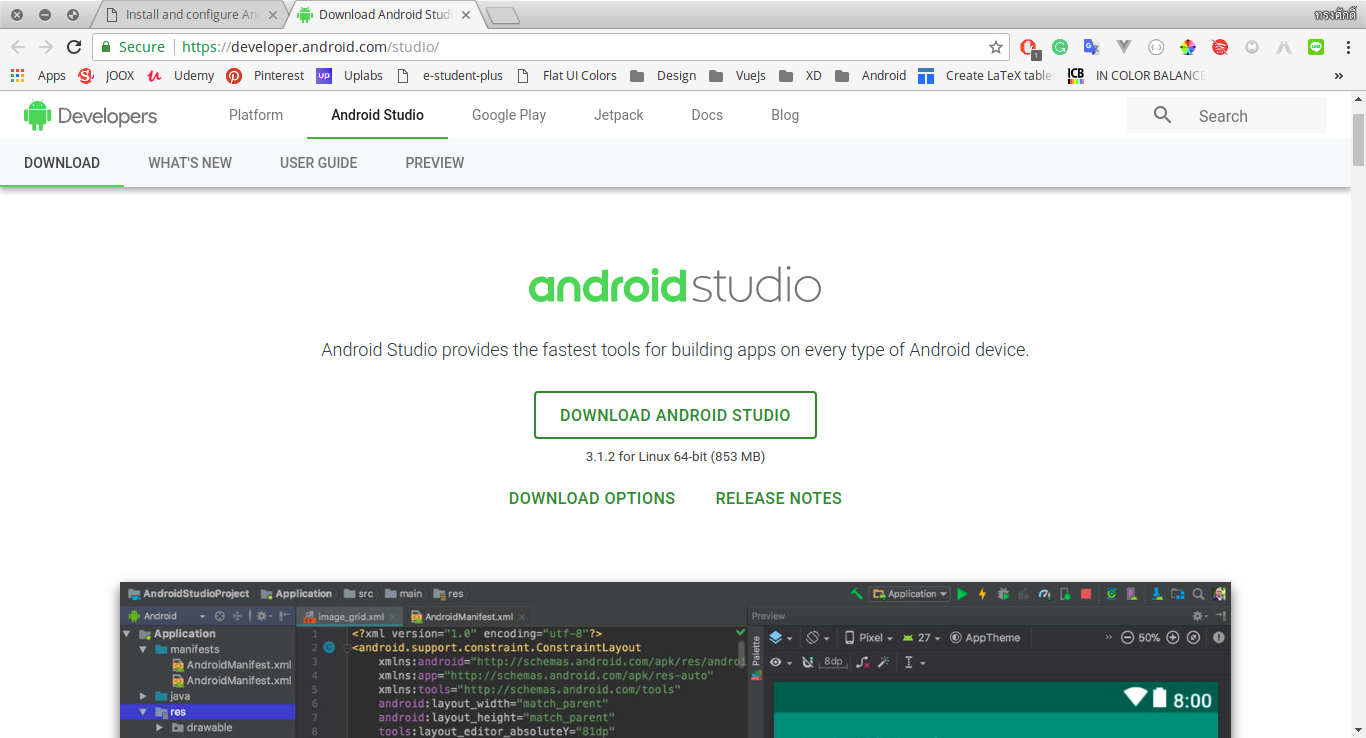 Install and configure An
Download Android Studi
ทรงศักดิ์
Secure
https://developer.android.com/studio/
1
Apps
JOOX
Udemy
Pinterest
up
Uplabs
e-student-plus
Flat UI Colors
Design
VueJs
XD
Android
Create LaTeX tables
ICB
IN COLOR BALANCE
»
Developers
Platform
Android Studio
Google Play
Jetpack
Docs
Blog
Search
DOWNLOAD
WHAT'S NEW
USER GUIDE
PREVIEW
androidstudio
Android Studio provides the fastest tools for building apps on every type of Android device.
DOWNLOAD ANDROID STUDIO
3.1.2 for Linux 64-bit (853 MB)
DOWNLOAD OPTIONS
RELEASE NOTES
AndroidStudioProject
Application
src
main
res
Application
Android
image_grid.xml
AndroidManifest.xml
Preview
Application
manifests
AndroidManifest.xml
AndroidManifest.xml
java
res
drawable
1 <?xml version="1.0" encoding="utf-8"?>
2 <android.support.constraint.ConstraintLayout
3 xmlns:android="http://schemas.android.com/apk/res/andro
4 xmlns:app="http://schemas.android.com/apk/res-auto"
5 xmlns:tools="http://schemas.android.com/tools"
6 android:layout_width="match_parent"
7 android:layout_height="match_parent"
8 tools:layout_editor_absoluteY="81dp"
Palette
Pixel
27
AppTheme
»
50%
8dp
8:00